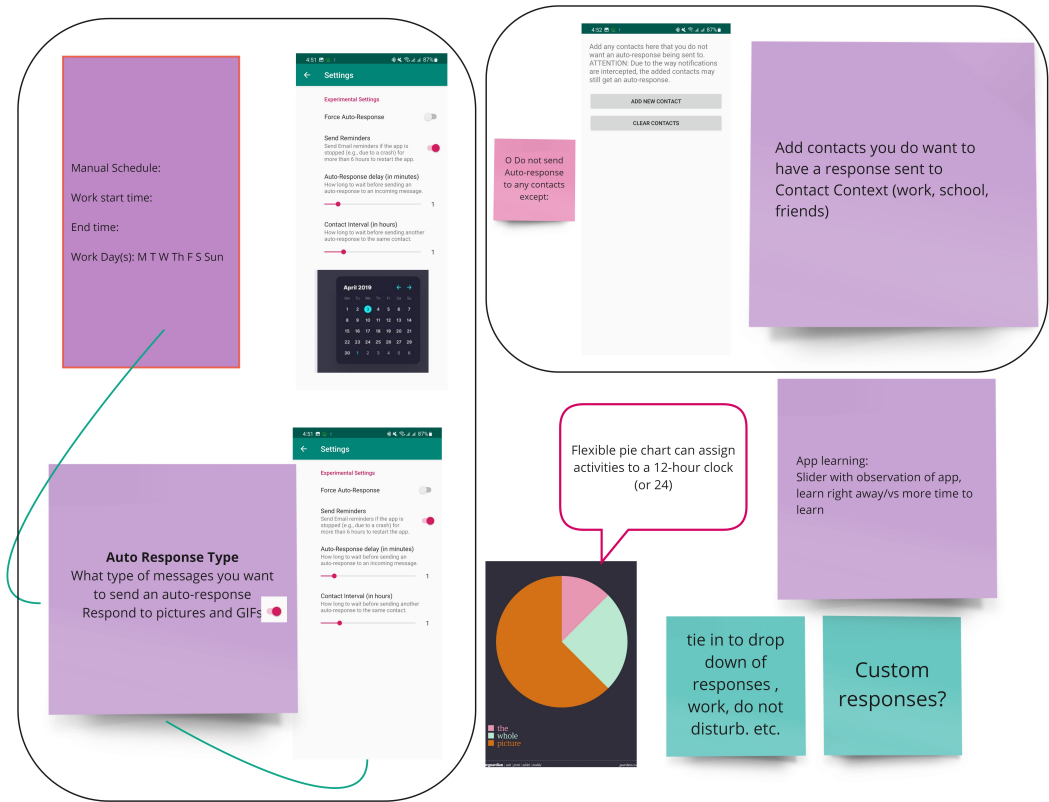 Manual Schedule:
Work start time:
End time:
Work Day(s): M T W Th F S Sun
4:51
87%
Settings
Experimental Settings
Force Auto-Response
Send Reminders
Send Email reminders if the app is
stopped (e.g., due to a crash) for
more than 6 hours to restart the app.
Auto-Response delay (in minutes)
How long to wait before sending an
auto-response to an incoming message.
1
Contact Interval (in hours)
How long to wait before sending another
auto-response to the same contact.
1
April 2019
Mo Tu We Th Fr Sa Su
1 2 3 4 5 6 7
8 9 10 11 12 13 14
15 16 17 18 19 20 21
22 23 24 25 26 27 28
30 1 2 3 4 5 6
Auto Response Type
What type of messages you want
to send an auto-response
Respond to pictures and GIFs
4:51
87%
Settings
Experimental Settings
Force Auto-Response
Send Reminders
Send Email reminders if the app is
stopped (e.g., due to a crash) for
more than 6 hours to restart the app.
Auto-Response delay (in minutes)
How long to wait before sending an
auto-response to an incoming message.
1
Contact Interval (in hours)
How long to wait before sending another
auto-response to the same contact.
1
O Do not send
Auto-response
to any contacts
except:
4:52
87%
Add any contacts here that you do not
want an auto-response being sent to.
ATTENTION: Due to the way notifications
are intercepted, the added contacts may
still get an auto-response.
ADD NEW CONTACT
CLEAR CONTACTS
Add contacts you do want to
have a response sent to
Contact Context (work, school,
friends)
Flexible pie chart can assign
activities to a 12-hour clock
(or 24)
the
whole
picture
App learning:
Slider with observation of app,
learn right away/vs more time to
learn
tie in to drop
down of
responses ,
work, do not
disturb. etc.
Custom
responses?